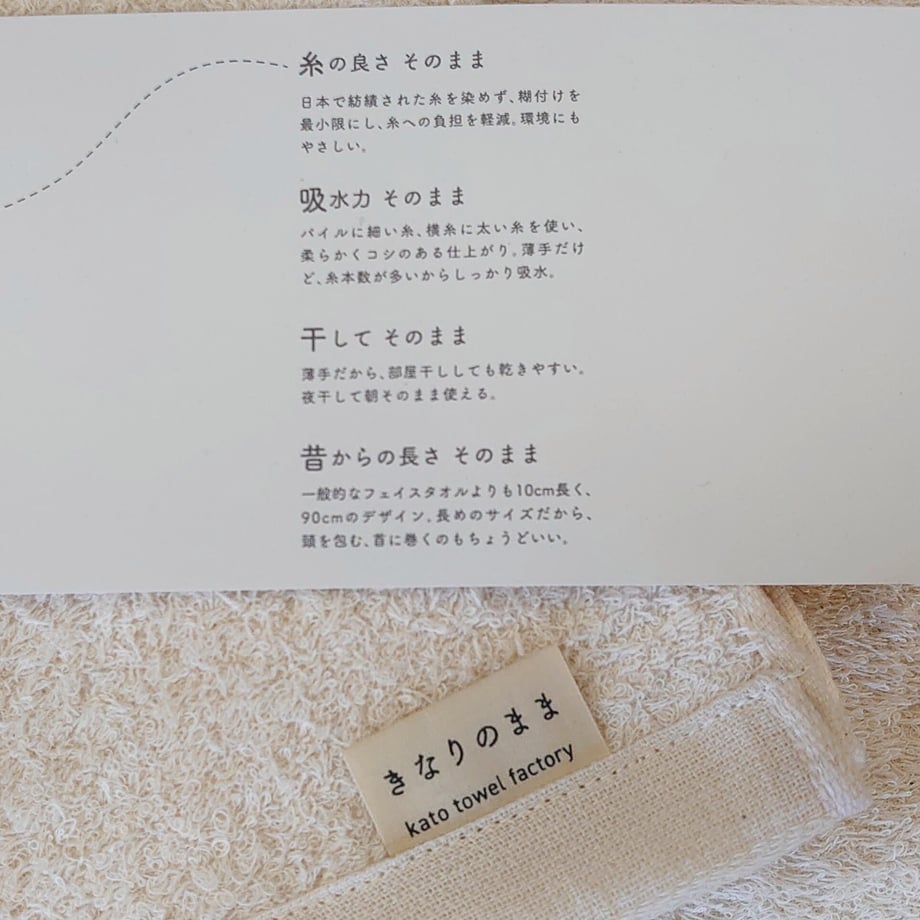 糸の良さ そのまま
日本で紡績された糸を染めず、糊付けを
最小限にし、糸への負担を軽減。環境にも
やさしい。
吸水力 そのまま
パイルに細い糸、横糸に太い糸を使い、
柔らかくコシのある仕上がり。薄手だけ
ど、糸本数が多いからしっかり吸水。
干して そのまま
薄手だから、部屋干ししても乾きやすい。
夜干して朝そのまま使える。
昔からの長さ そのまま
一般的なフェイスタオルよりも10cm長く、
90cmのデザイン。長めのサイズだから、
頭を包む、首に巻くのもちょうどいい。
きなりのまま
kato towel factory